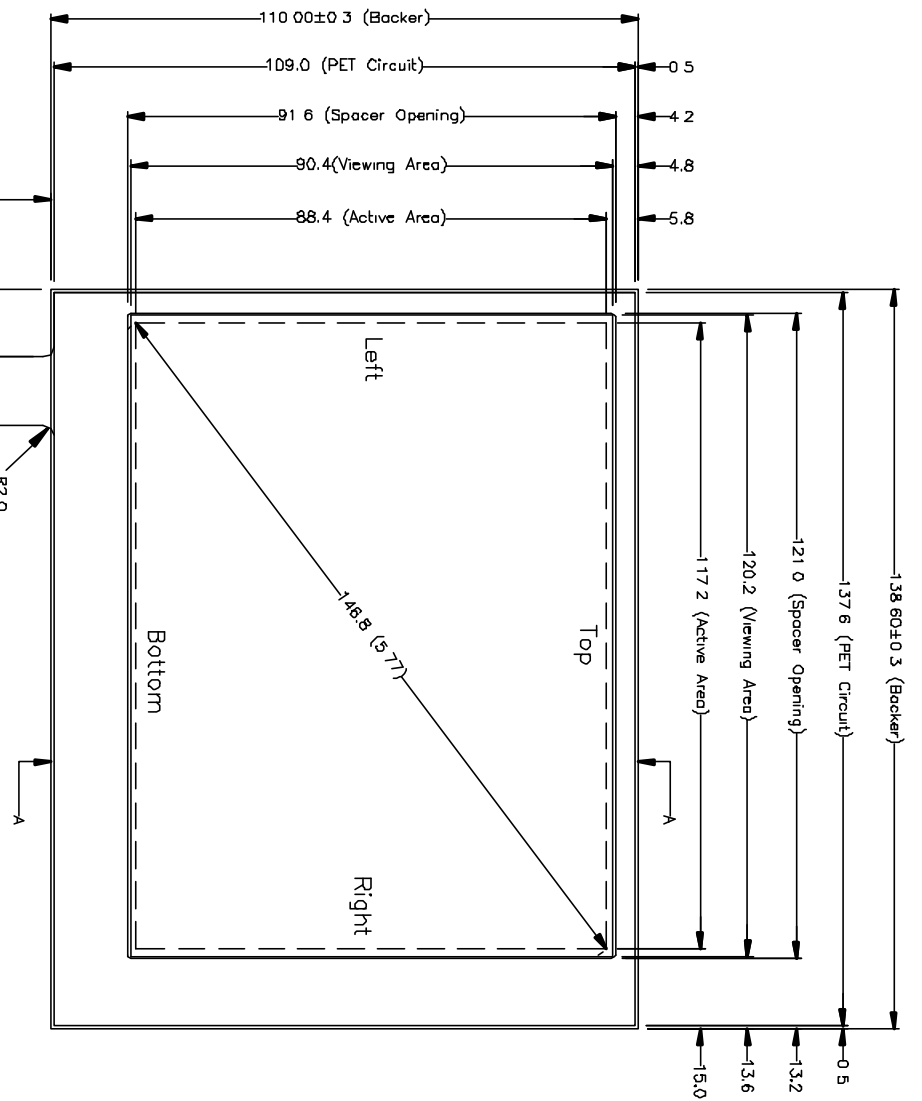 110 00±0 3 (Backer)
109.0 (PET Circuit)
0 5
91 6 (Spacer Opening)
4 2
90.4(Viewing Area)
4.8
88.4 (Active Area)
5.8
Left
Top
Bottom
Right
146.8 (5 77)
117 2 (Active Area)
120.2 (Viewing Area)
121 0 (Spacer Opening)
137 6 (PET Circuit)
138 60±0 3 (Backer)
R2.0
A
A
15.0
13.6
13.2
0 5